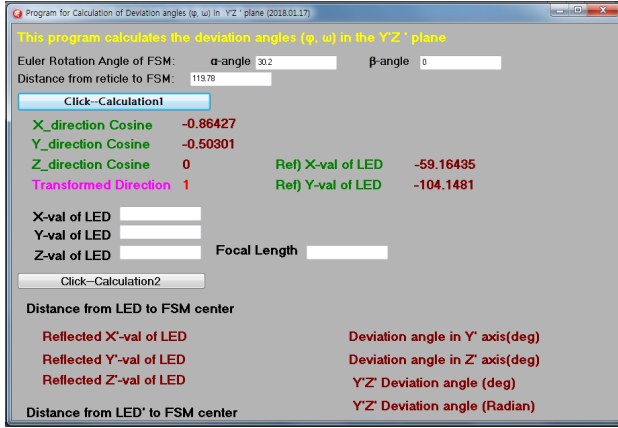 Program for Calculation of Deviation angles (φ, ω) in Y'Z' plane (2018.01.17)
This program calculates the deviation angles (φ, ω) in the Y'Z ' plane
Euler Rotation Angle of FSM: α-angle 30.2 β-angle 0
Distance from reticle to FSM: 119.78
Click--Calculation1
X_direction Cosine -0.86427
Y_direction Cosine -0.50301
Z_direction Cosine 0 Ref) X-val of LED -59.16435
Transformed Direction 1 Ref) Y-val of LED -104.1481
X-val of LED
Y-val of LED
Z-val of LED Focal Length
Click--Calculation2
Distance from LED to FSM center
Reflected X'-val of LED Deviation angle in Y' axis(deg)
Reflected Y'-val of LED Deviation angle in Z' axis(deg)
Reflected Z'-val of LED Y'Z' Deviation angle (deg)
Distance from LED' to FSM center Y'Z' Deviation angle (Radian)